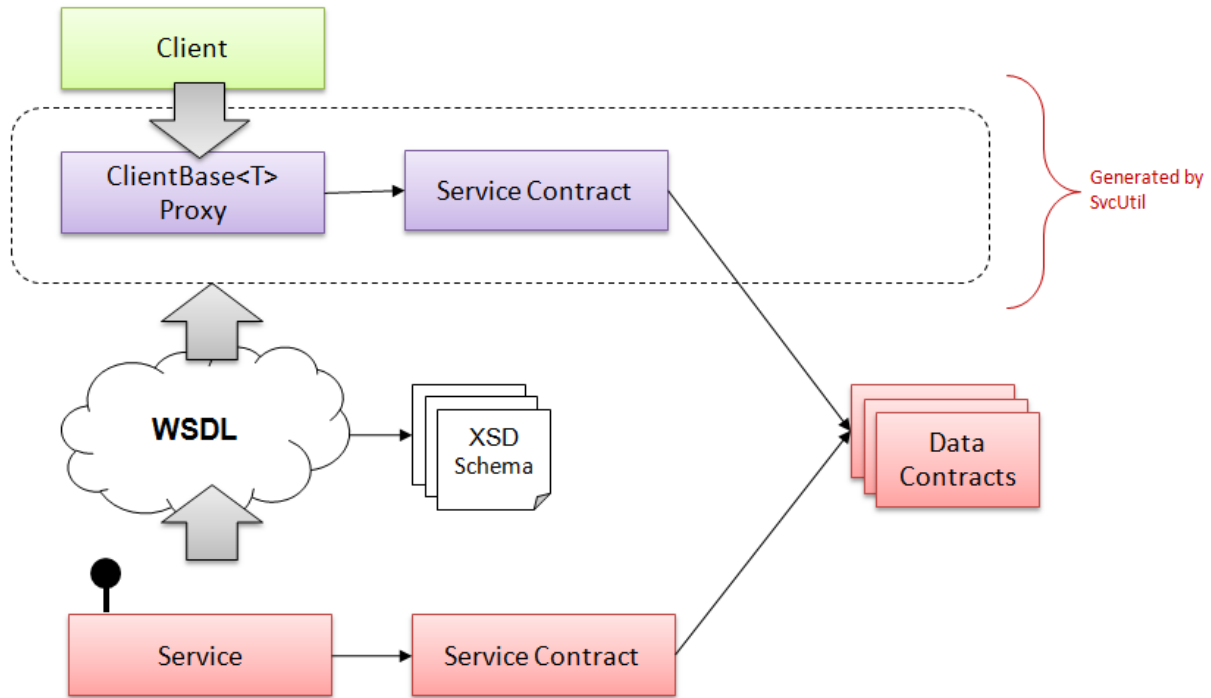 Client
ClientBase<T>
Proxy
Service Contract
Generated by
SvcUtil
WSDL
XSD
Schema
Data
Contracts
Service
Service Contract